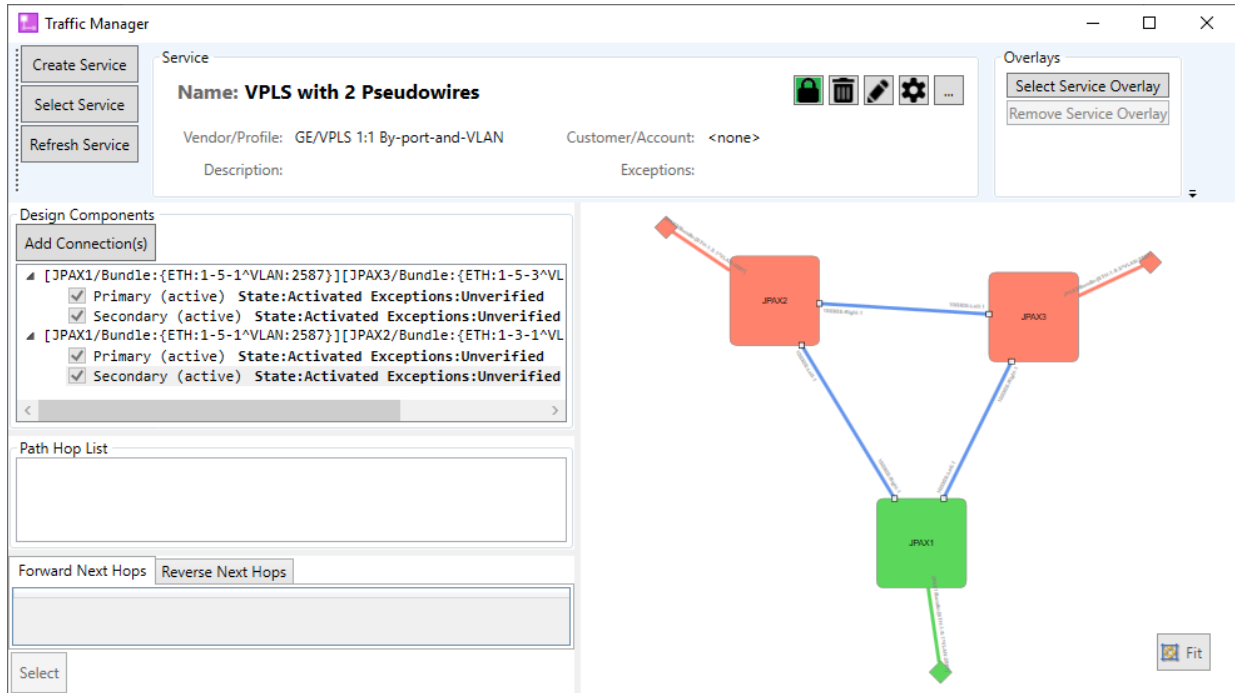 Traffic Manager
Create Service
Select Service
Refresh Service
Service
Name: VPLS with 2 Pseudowires
...
Vendor/Profile: GE/VPLS 1:1 By-port-and-VLAN
Customer/Account: <none>
Description:
Exceptions:
Overlays
Select Service Overlay
Remove Service Overlay
Design Components
Add Connection(s)
[JPAX1/Bundle:{ETH:1-5-1^VLAN:2587}][JPAX3/Bundle:{ETH:1-5-3^VL
Primary (active) State:Activated Exceptions:Unverified
Secondary (active) State:Activated Exceptions:Unverified
[JPAX1/Bundle:{ETH:1-5-1^VLAN:2587}][JPAX2/Bundle:{ETH:1-3-1^VL
Primary (active) State:Activated Exceptions:Unverified
Secondary (active) State:Activated Exceptions:Unverified
Path Hop List
Forward Next Hops
Reverse Next Hops
Select
JPAX2
JPAX3
JPAX1
Fit